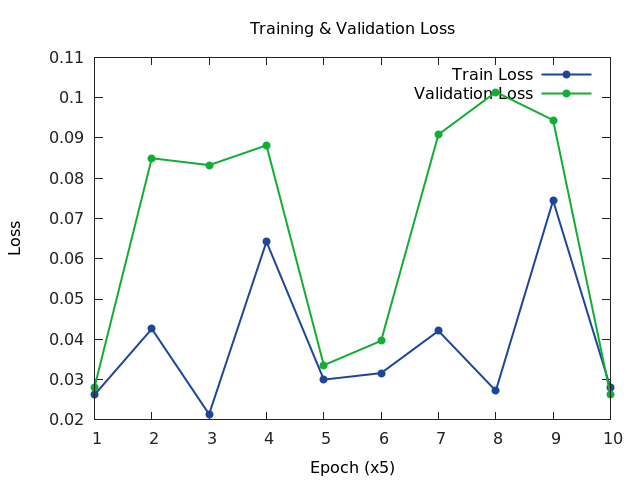 Training & Validation Loss
0.11
0.1
0.09
0.08
0.07
0.06
0.05
0.04
0.03
0.02
Train Loss
Validation Loss
Loss
1 2 3 4 5 6 7 8 9 10
Epoch (x5)